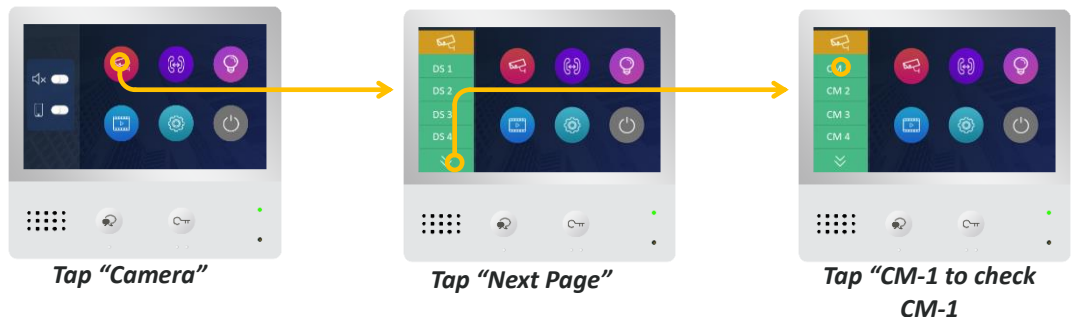 DS 1
DS 2
DS 3
DS 4
CM 2
CM 3
CM 4
Tap “Camera”
Tap “Next Page”
Tap “CM-1 to check
CM-1